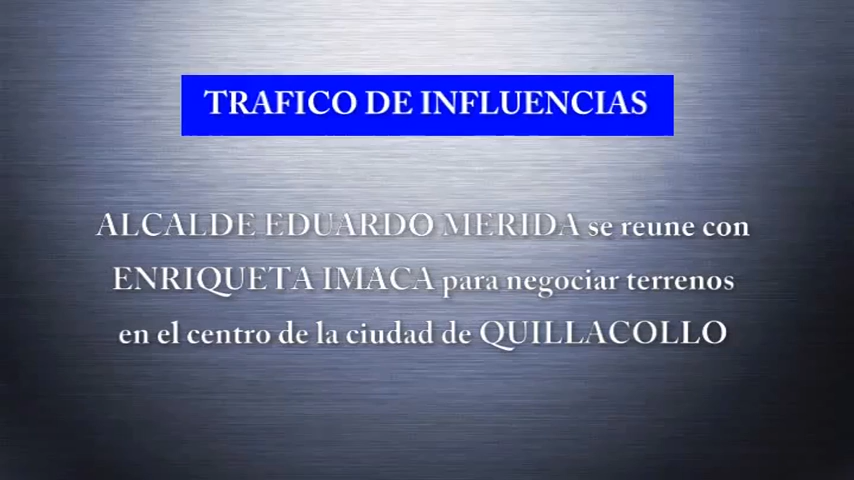 TRAFICO DE INFLUENCIAS
ALCALDE EDUARDO MERIDA se reune con
ENRIQUETA IMACA para negociar terrenos
en el centro de la ciudad de QUILLACOLLO